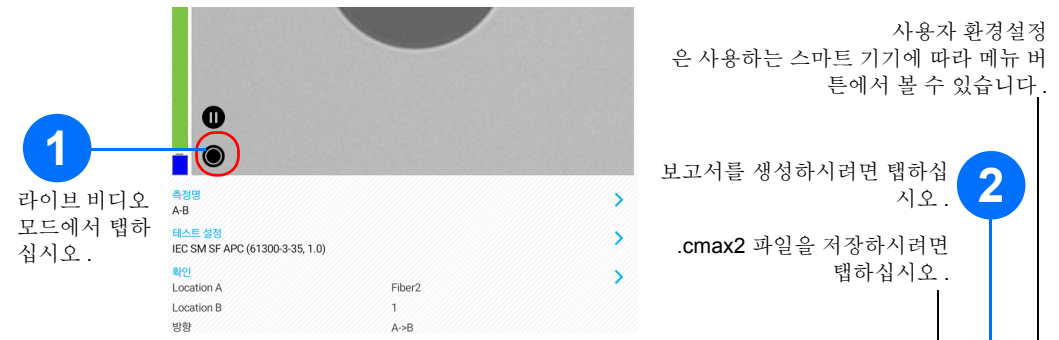 1
라이브 비디오
모드에서 탭하
십시오 .
측정명
A-B
테스트 설정
IEC SM SF APC (61300-3-35, 1.0)
확인
Location A Fiber2
Location B 1
방향 A->B
사용자 환경설정
은 사용하는 스마트 기기에 따라 메뉴 버
튼에서 볼 수 있습니다 .
보고서를 생성하시려면 탭하십
시오 .
2
.cmax2 파일을 저장하시려면
탭하십시오 .